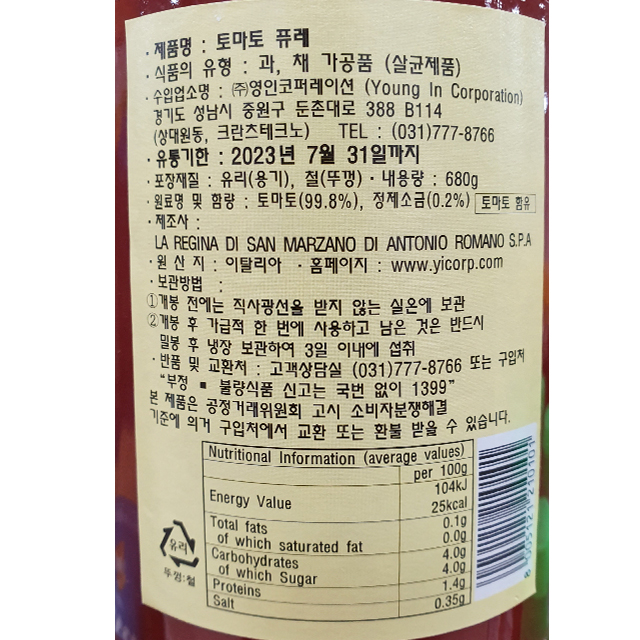 · 제품명 : 토마토 퓨레
· 식품의 유형 : 과, 채 가공품 (살균제품)
· 수입업소명 : ㈜영인코퍼레이션 (Young In Corporation)
경기도 성남시 중원구 둔촌대로 388 B114
(상대원동, 크란츠테크노) TEL : (031)777-8766
· 유통기한 : 2023년 7월 31일까지
· 포장재질 : 유리(용기), 철(뚜껑) · 내용량 : 680g
· 원료명 및 함량 : 토마토(99.8%), 정제소금(0.2%) 토마토 함유
· 제조사 :
LA REGINA DI SAN MARZANO DI ANTONIO ROMANO S.P.A
· 원 산 지 : 이탈리아 · 홈페이지 : www.yicorp.com
· 보관방법 :
①개봉 전에는 직사광선을 받지 않는 실온에 보관
②개봉 후 가급적 한 번에 사용하고 남은 것은 반드시
밀봉 후 냉장 보관하여 3일 이내에 섭취
· 반품 및 교환처 : 고객상담실 (031)777-8766 또는 구입처
"부정 ▪ 불량식품 신고는 국번 없이 1399"
본 제품은 공정거래위원회 고시 소비자분쟁해결
기준에 의거 구입처에서 교환 또는 환불 받을 수 있습니다.
Nutritional Information (average values)
per 100g
Energy Value 104kJ
25kcal
Total fats 0.1g
of which saturated fat 0.0g
Carbohydrates 4.0g
of which Sugar 4.0g
Proteins 1.4g
Salt 0.35g
유리
뚜껑:철